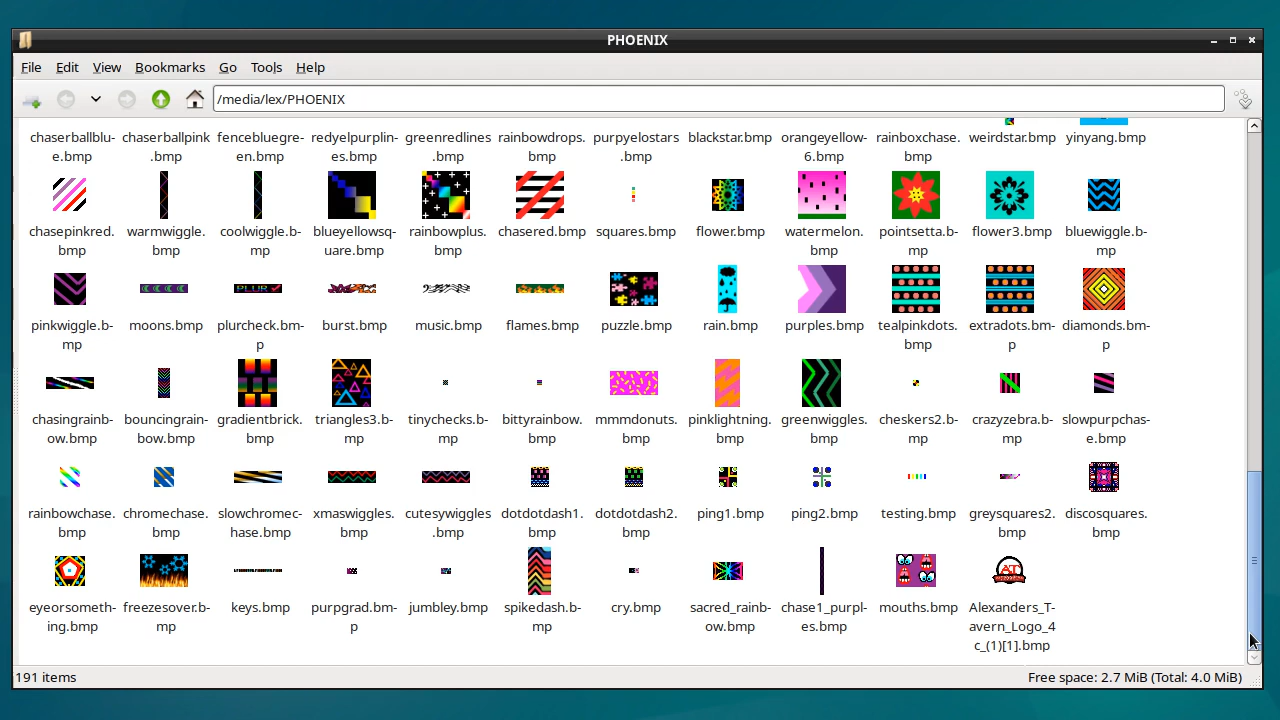 PHOENIX
File Edit View Bookmarks Go Tools Help
/media/lex/PHOENIX
chaserballblu- chaserballpink fencebluegre- redyelpurplin- greenredlines rainbowdrops. purpyelostars blackstar.bmp orangeyellow- rainboxchase. weirdstar.bmp yinyang.bmp
e.bmp .bmp en.bmp es.bmp .bmp bmp .bmp 6.bmp bmp
chasepinkred. warmwiggle. coolwiggle.b- blueyellowsq- rainbowplus. chasered.bmp squares.bmp flower.bmp watermelon. pointsetta.b- flower3.bmp bluewiggle.b-
bmp bmp mp uare.bmp bmp bmp mp mp
PLUR
pinkwiggle.b- moons.bmp plurcheck.bm- burst.bmp music.bmp flames.bmp puzzle.bmp rain.bmp purples.bmp tealpinkdots. extradots.bm- diamonds.bm-
mp p bmp p p
chasingrainb- bouncingrain- gradientbrick. triangles3.b- tinychecks.b- bittyrainbow. mmmdonuts. pinklightning. greenwiggles. cheskers2.b- crazyzebra.b- slowpurpchas-
ow.bmp bow.bmp bmp mp mp bmp bmp bmp bmp mp mp e.bmp
rainbowchase. chromechase. slowchromec- xmaswiggles. cutesywiggles dotdotdash1. dotdotdash2. ping1.bmp ping2.bmp testing.bmp greysquares2. discosquares.
bmp bmp hase.bmp bmp .bmp bmp bmp bmp bmp
AT
eyeorsometh- freezesover.b- keys.bmp purpgrad.bm- jumbley.bmp spikedash.b- cry.bmp sacred_rainb- chase1_purpl- mouths.bmp Alexanders_T-
ing.bmp mp p mp ow.bmp es.bmp avern_Logo_4
c_(1)[1].bmp
191 items Free space: 2.7 MiB (Total: 4.0 MiB)